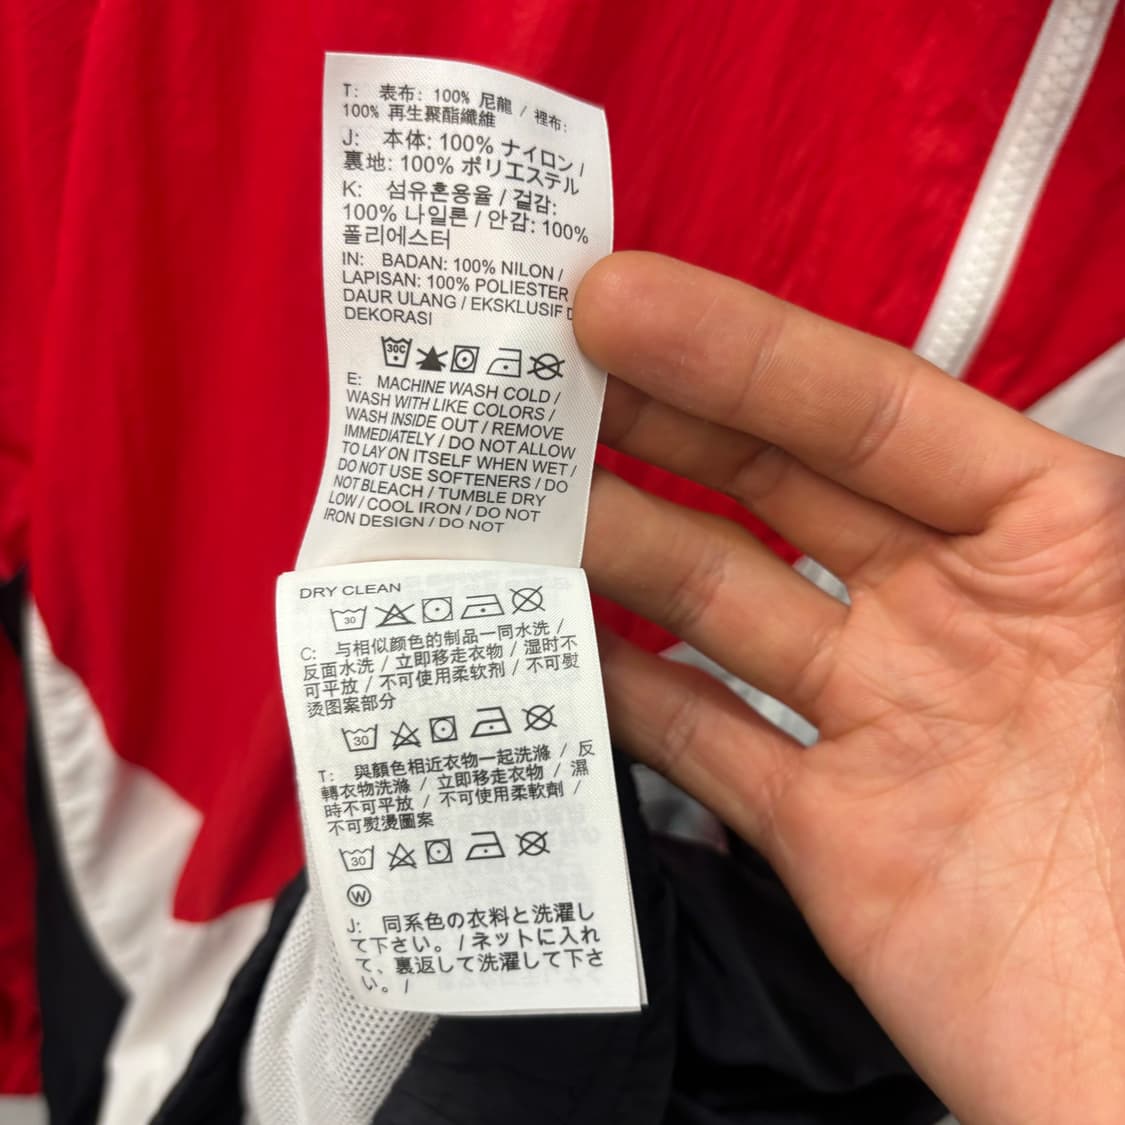 T: 表布: 100% 尼龍 / 裡布:
100% 再生聚酯纖維
J: 本体: 100% ナイロン /
裏地: 100% ポリエステル
K: 섬유혼용율 / 겉감:
100% 나일론 / 안감: 100%
폴리에스터
IN: BADAN: 100% NILON /
LAPISAN: 100% POLIESTER
DAUR ULANG / EKSKLUSIF
DEKORASI
30C
E: MACHINE WASH COLD /
WASH WITH LIKE COLORS /
WASH INSIDE OUT / REMOVE
IMMEDIATELY / DO NOT ALLOW
TO LAY ON ITSELF WHEN WET /
DO NOT USE SOFTENERS / DO
NOT BLEACH / TUMBLE DRY
LOW / COOL IRON / DO NOT
IRON DESIGN / DO NOT
DRY CLEAN
30
C: 与相似颜色的制品一同水洗 /
反面水洗 / 立即移走衣物 / 湿时不
可平放 / 不可使用柔软剂 / 不可熨
烫图案部分
30
T: 與顏色相近衣物一起洗滌 / 反
轉衣物洗滌 / 立即移走衣物 / 濕
時不可平放 / 不可使用柔軟劑 /
不可熨燙圖案
30
W
J: 同系色の衣料と洗濯し
て下さい。/ ネットに入れ
て、裏返して洗濯して下さ
い。/